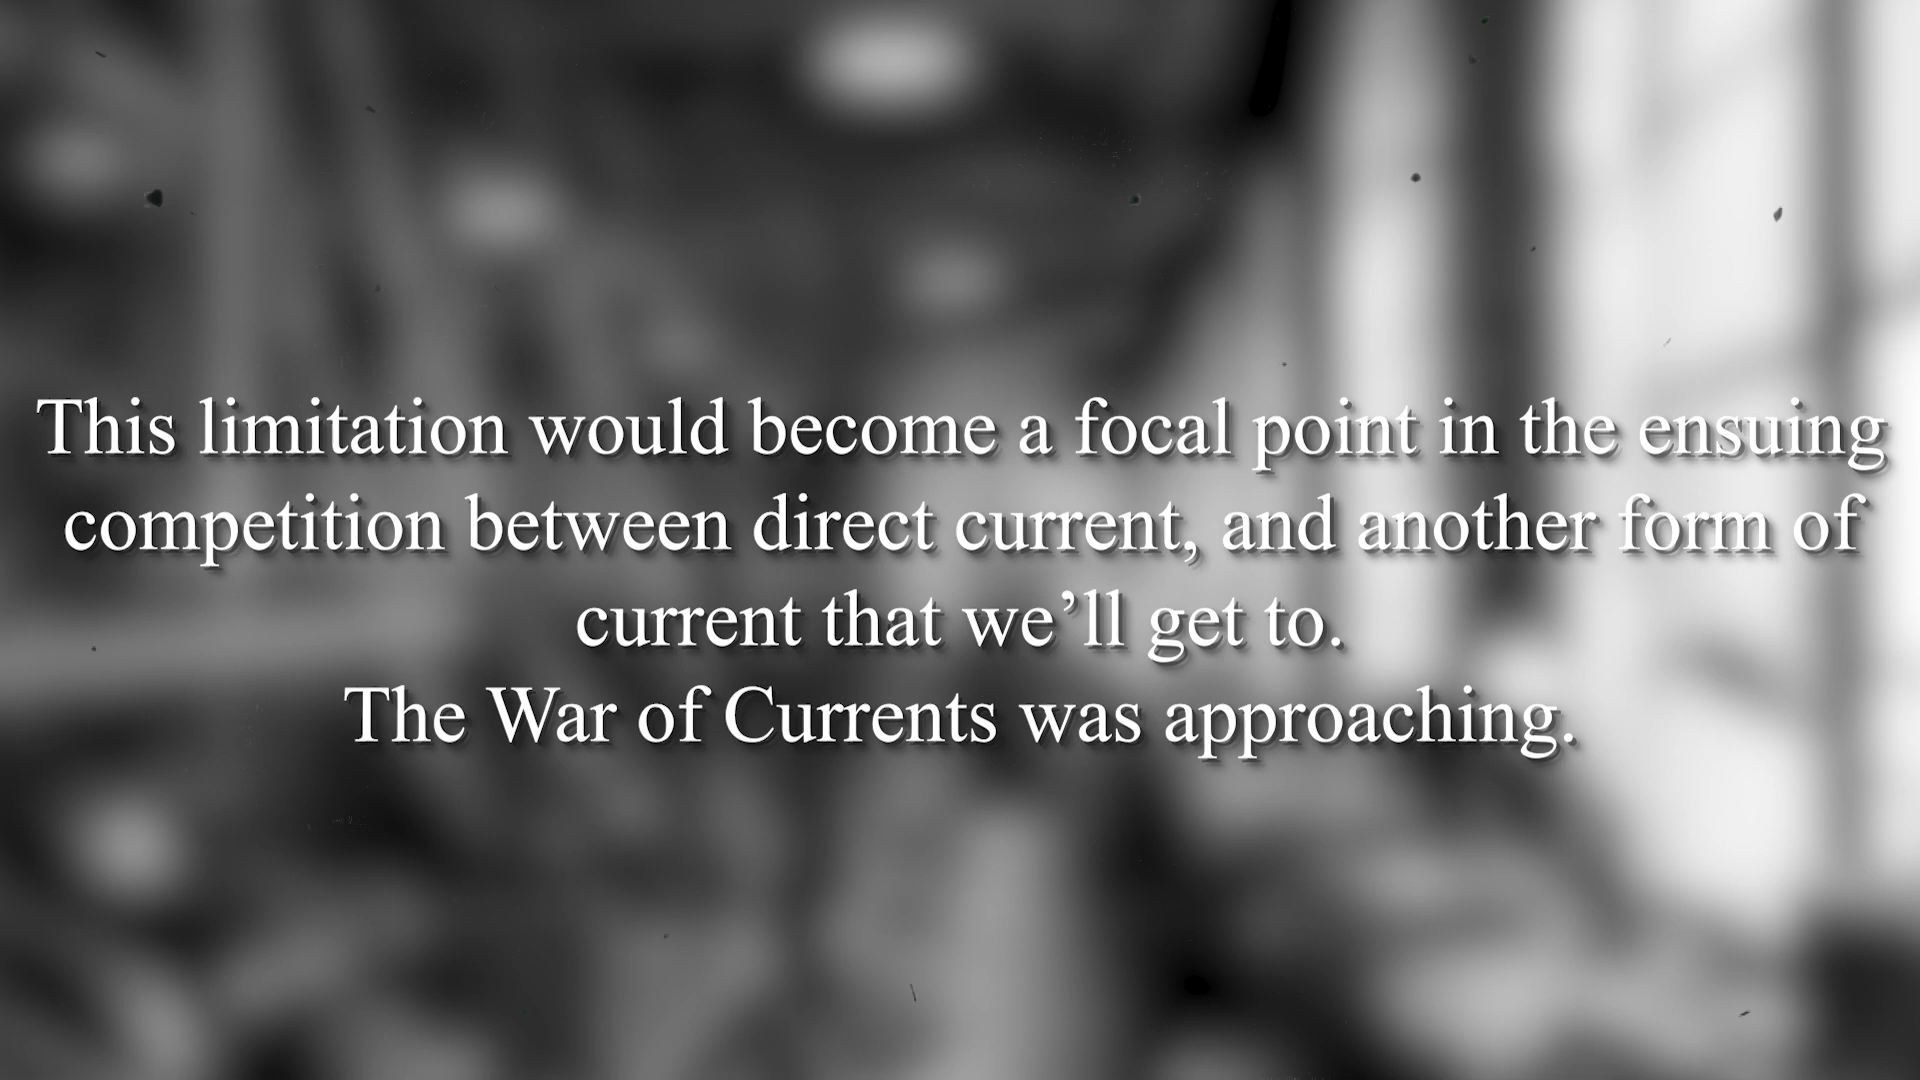 This limitation would become a focal point in the ensuing
competition between direct current, and another form of
current that we’ll get to.
The War of Currents was approaching.